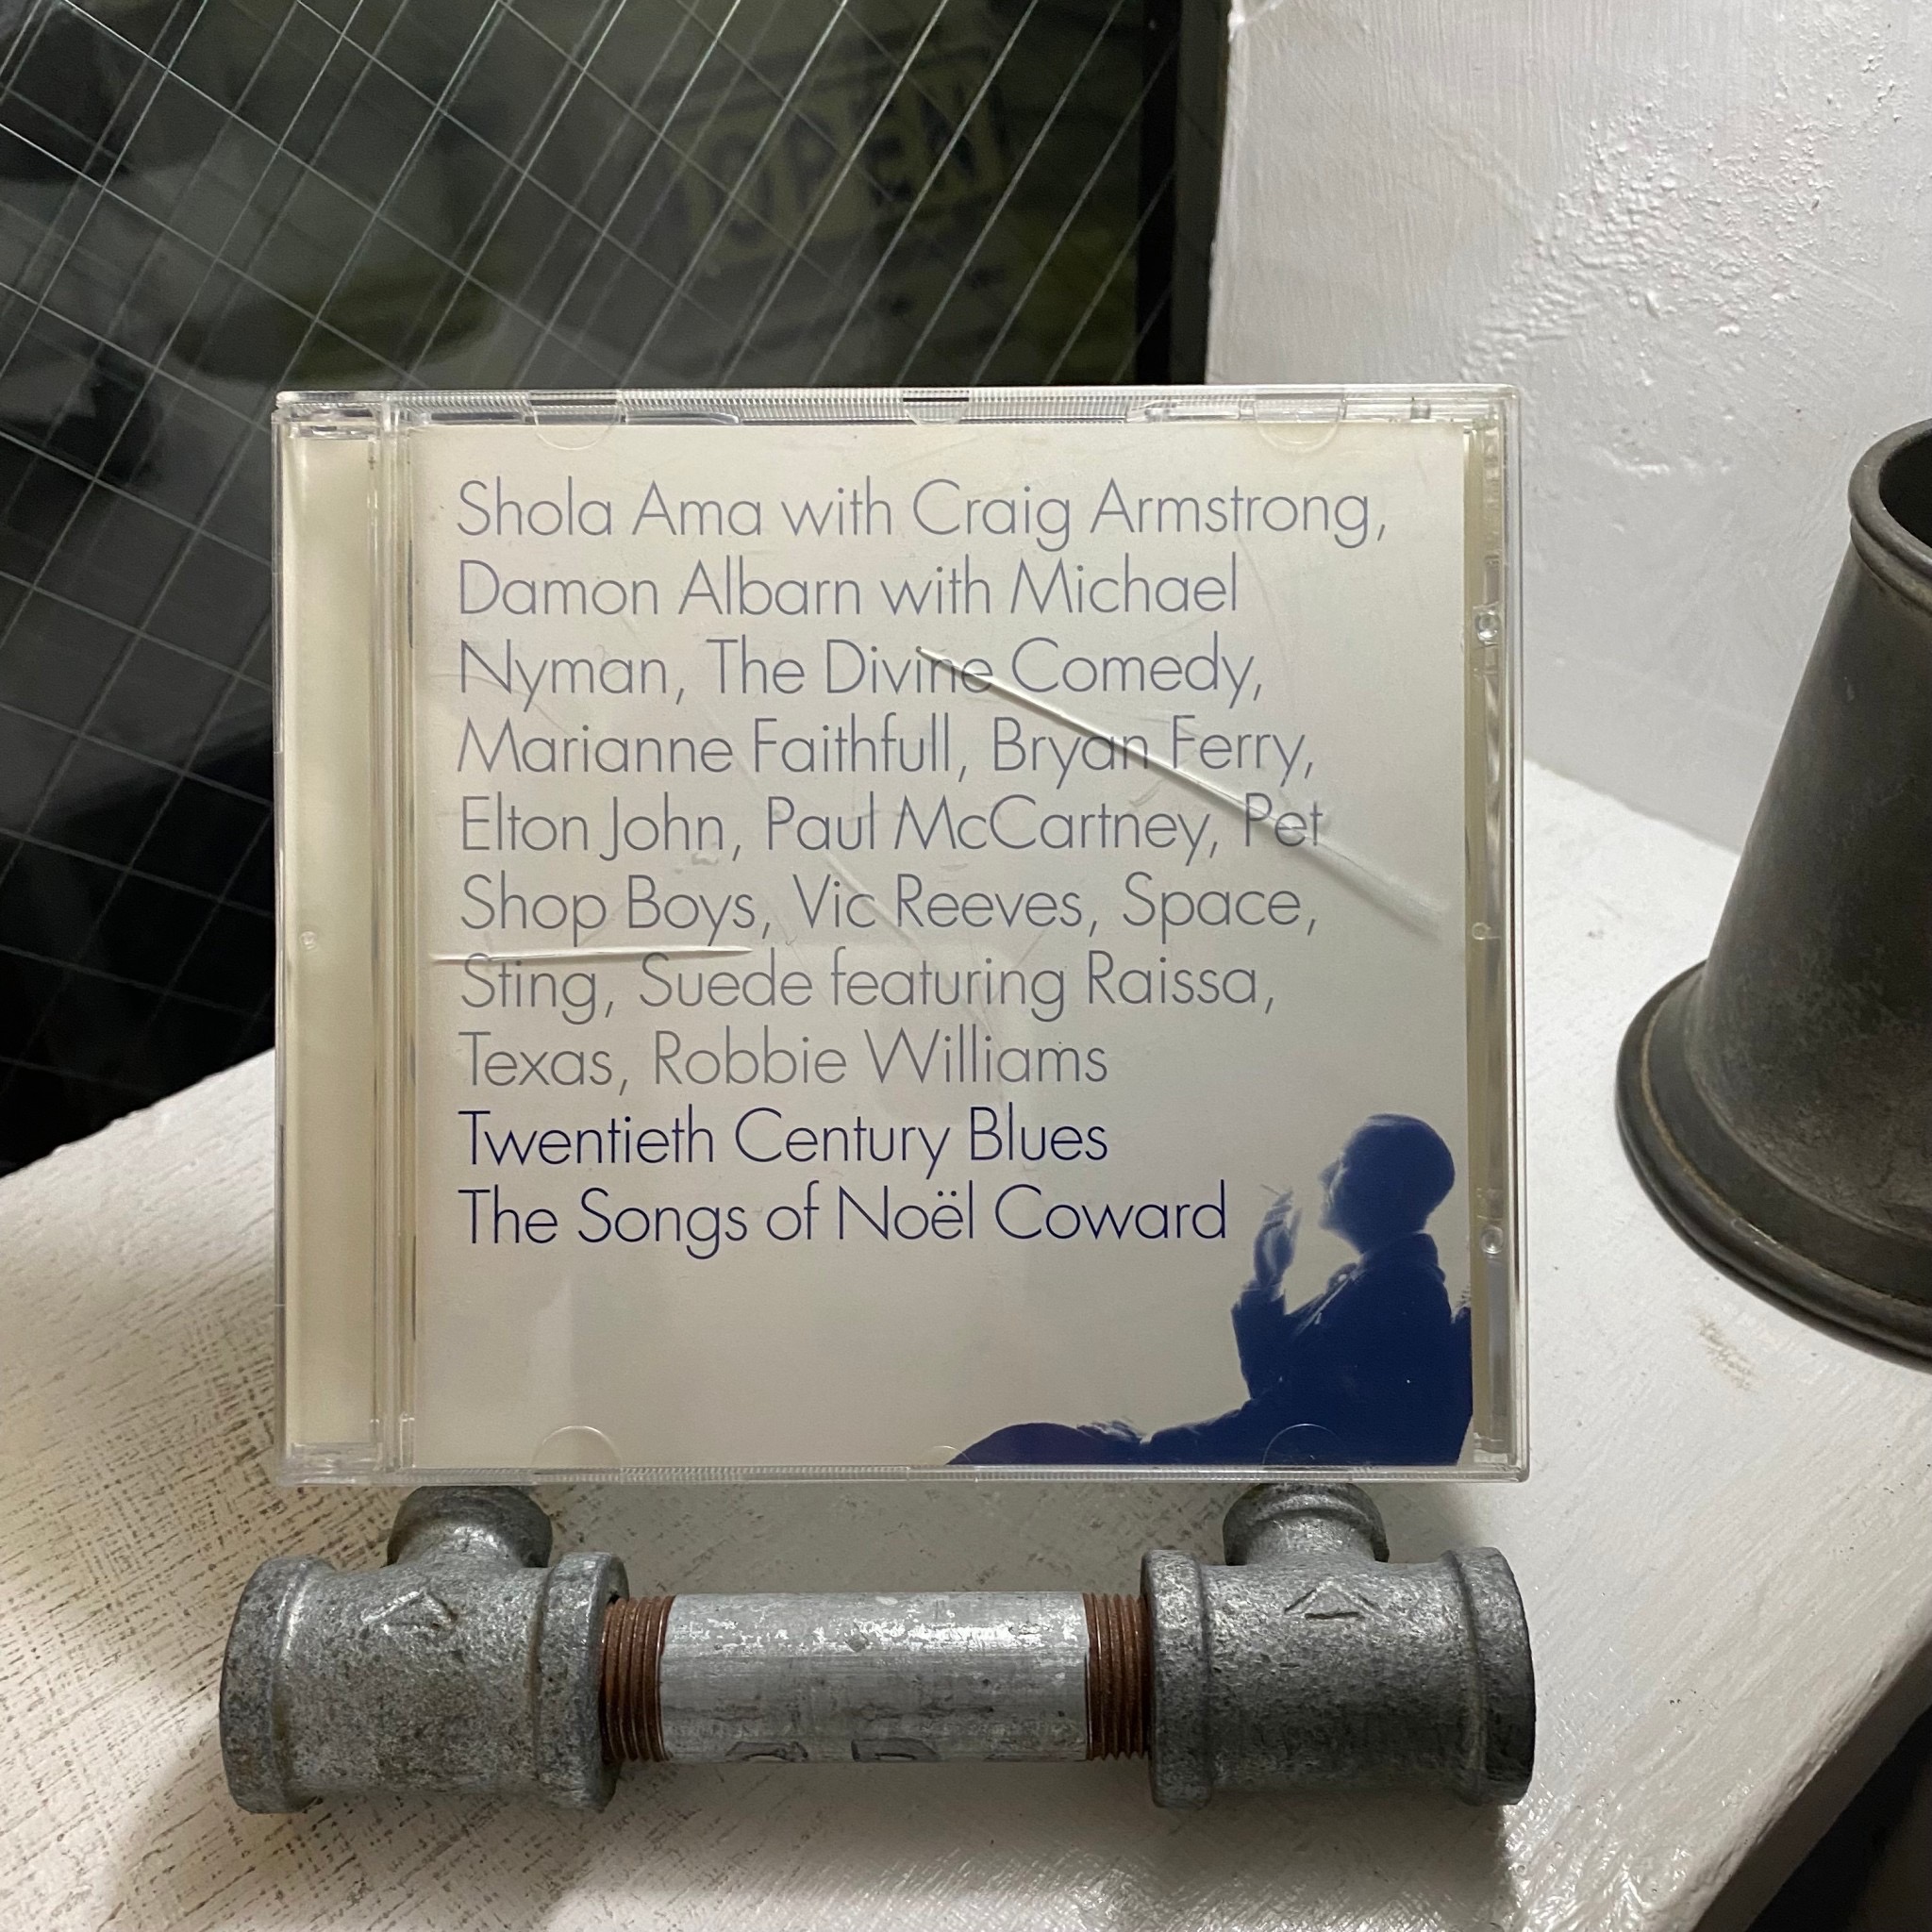 OPEN
Shola Ama with Craig Armstrong,
Damon Albarn with Michael
Nyman, The Divine Comedy,
Marianne Faithfull, Bryan Ferry,
Elton John, Paul McCartney, Pet
Shop Boys, Vic Reeves, Space,
Sting, Suede featuring Raissa,
Texas, Robbie Williams
Twentieth Century Blues
The Songs of Noël Coward